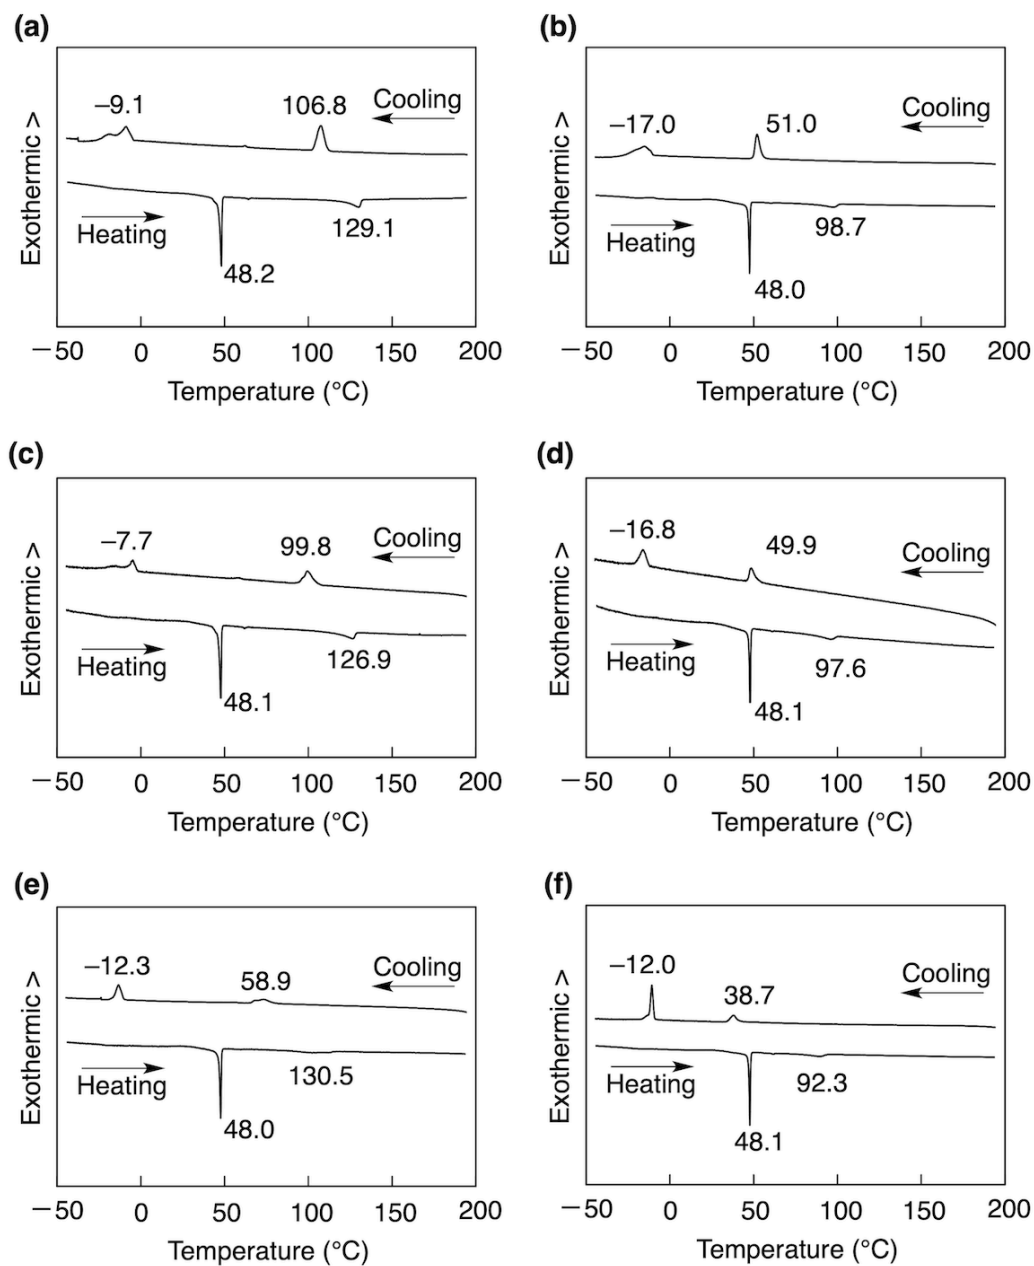 (a)
−9.1
106.8
Cooling
Exothermic >
Heating
129.1
48.2
−50 0 50 100 150 200
Temperature (°C)
(b)
−17.0
51.0
Cooling
Exothermic >
Heating
98.7
48.0
−50 0 50 100 150 200
Temperature (°C)
(c)
−7.7
99.8
Cooling
Exothermic >
Heating
126.9
48.1
−50 0 50 100 150 200
Temperature (°C)
(d)
−16.8
49.9
Cooling
Exothermic >
Heating
97.6
48.1
−50 0 50 100 150 200
Temperature (°C)
(e)
−12.3
58.9
Cooling
Exothermic >
Heating
130.5
48.0
−50 0 50 100 150 200
Temperature (°C)
(f)
−12.0
38.7
Cooling
Exothermic >
Heating
92.3
48.1
−50 0 50 100 150 200
Temperature (°C)